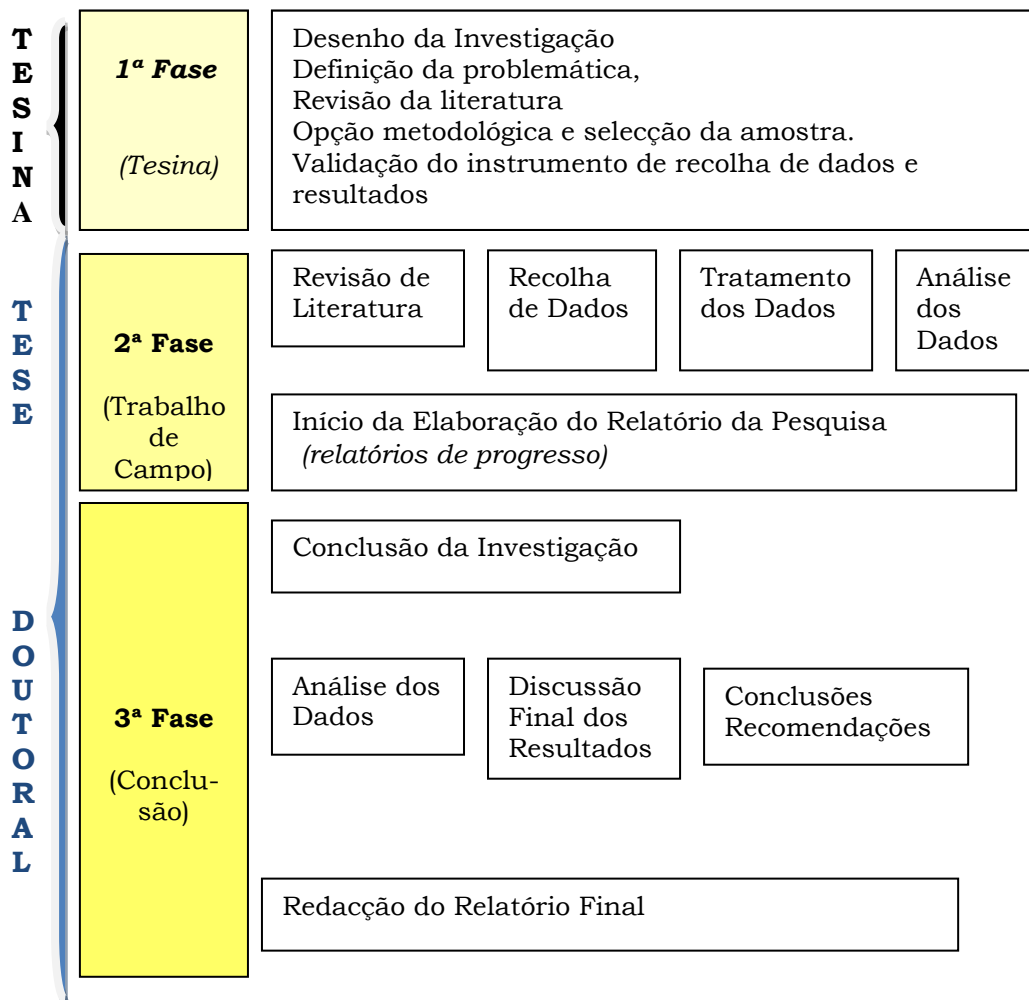 TESINA
1ª Fase
(Tesina)
Desenho da Investigação
Definição da problemática,
Revisão da literatura
Opção metodológica e selecção da amostra.
Validação do instrumento de recolha de dados e
resultados
TESE
DOUTORAL
2ª Fase
(Trabalho
de
Campo)
Revisão de
Literatura
Recolha
de Dados
Tratamento
dos Dados
Análise
dos
Dados
Início da Elaboração do Relatório da Pesquisa
(relatórios de progresso)
3ª Fase
(Conclu-
são)
Conclusão da Investigação
Análise dos
Dados
Discussão
Final dos
Resultados
Conclusões
Recomendações
Redacção do Relatório Final